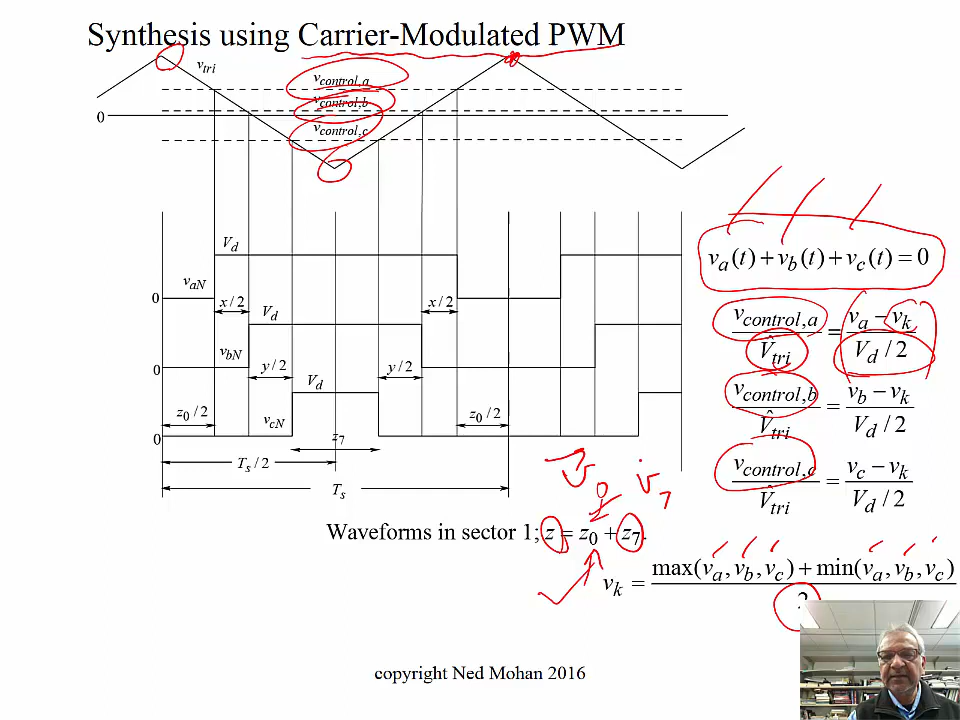 Synthesis using Carrier-Modulated PWM
v_tri
v_control,a
v_control,b
v_control,c
0
V_d
v_aN
0
x/2
x/2
V_d
v_bN
0
y/2
y/2
V_d
z_0/2
v_cN
z_0/2
0
z_7
T_s/2
T_s
v_a(t) + v_b(t) + v_c(t) = 0
v_control,a / V̂_tri = (v_a − v_k) / (V_d / 2)
v_control,b / V̂_tri = (v_b − v_k) / (V_d / 2)
v_control,c / V̂_tri = (v_c − v_k) / (V_d / 2)
v_0 v_7
Waveforms in sector 1; z = z_0 + z_7.
v_k = (max(v_a, v_b, v_c) + min(v_a, v_b, v_c)) / 2
copyright Ned Mohan 2016